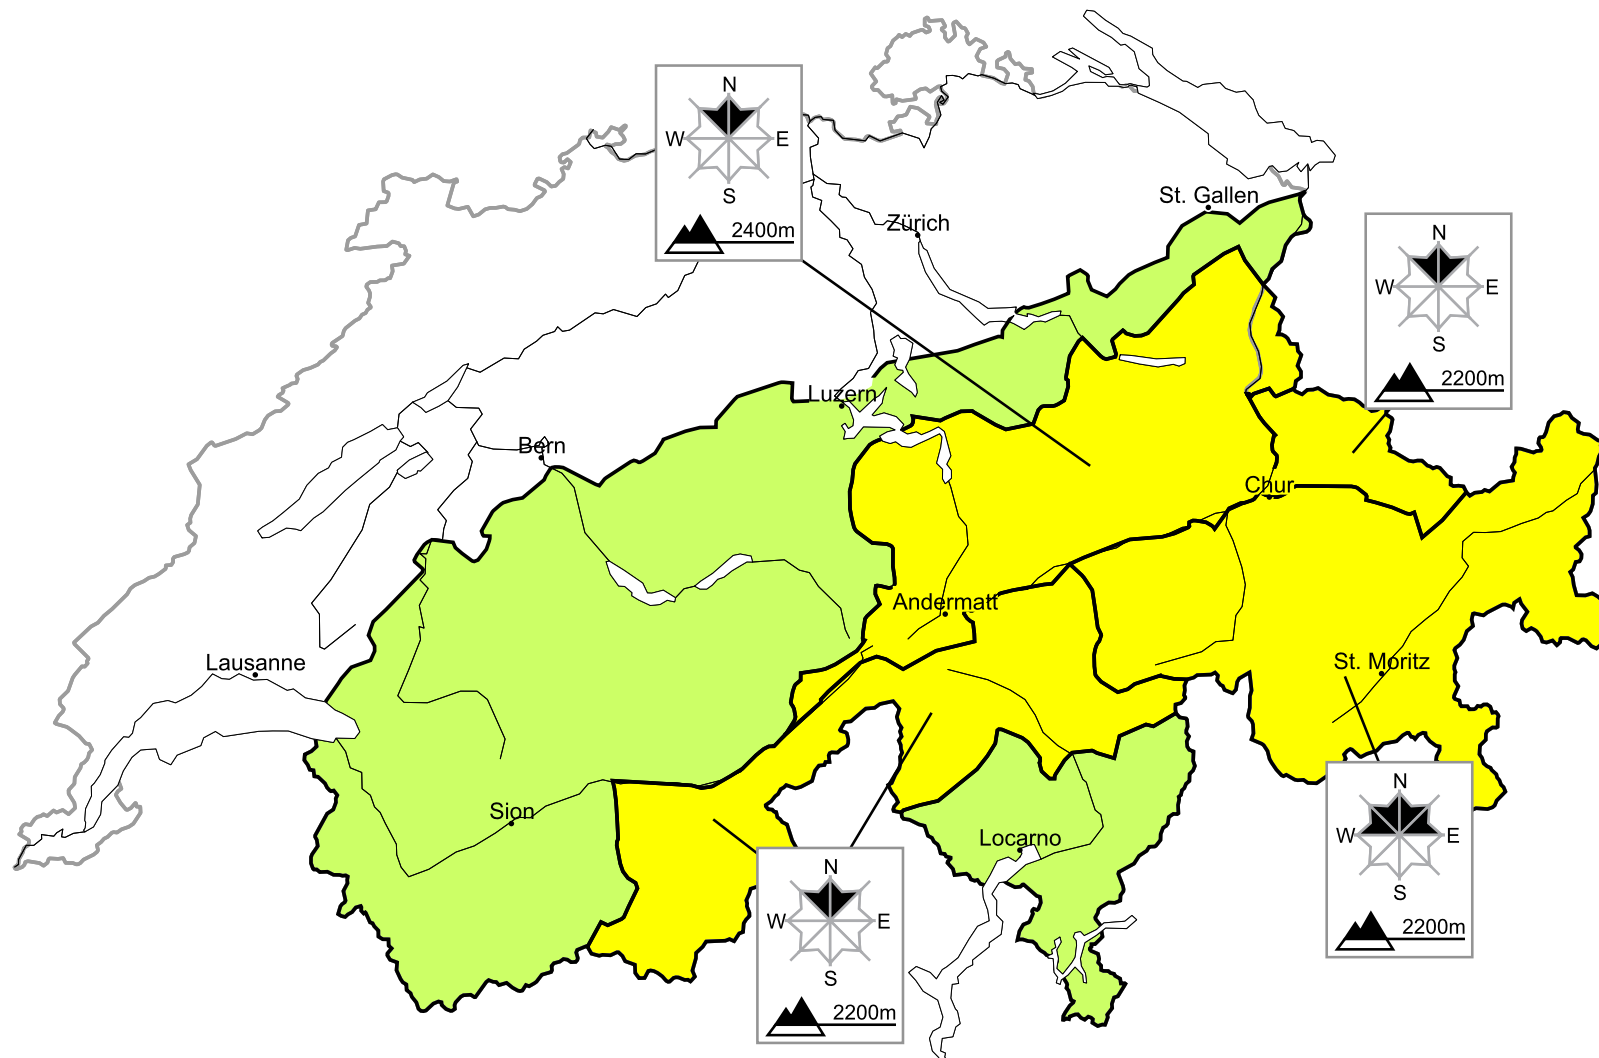 N
W E
S
2400m
St. Gallen
Zürich
N
W E
S
2200m
Luzern
Bern
Chur
Andermatt
Lausanne
St. Moritz
Sion
Locarno
N
W E
S
2200m
N
W E
S
2200m